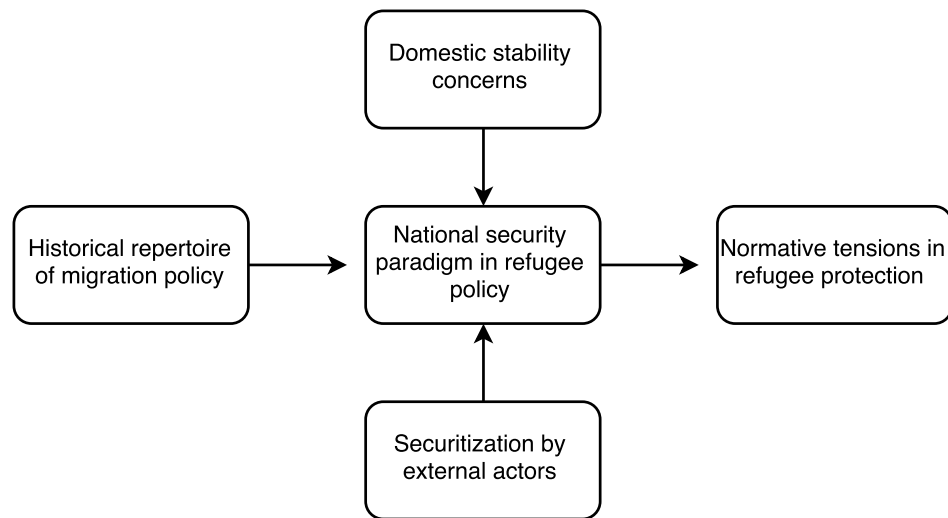 Domestic stability
concerns
Historical repertoire
of migration policy
National security
paradigm in refugee
policy
Normative tensions in
refugee protection
Securitization by
external actors